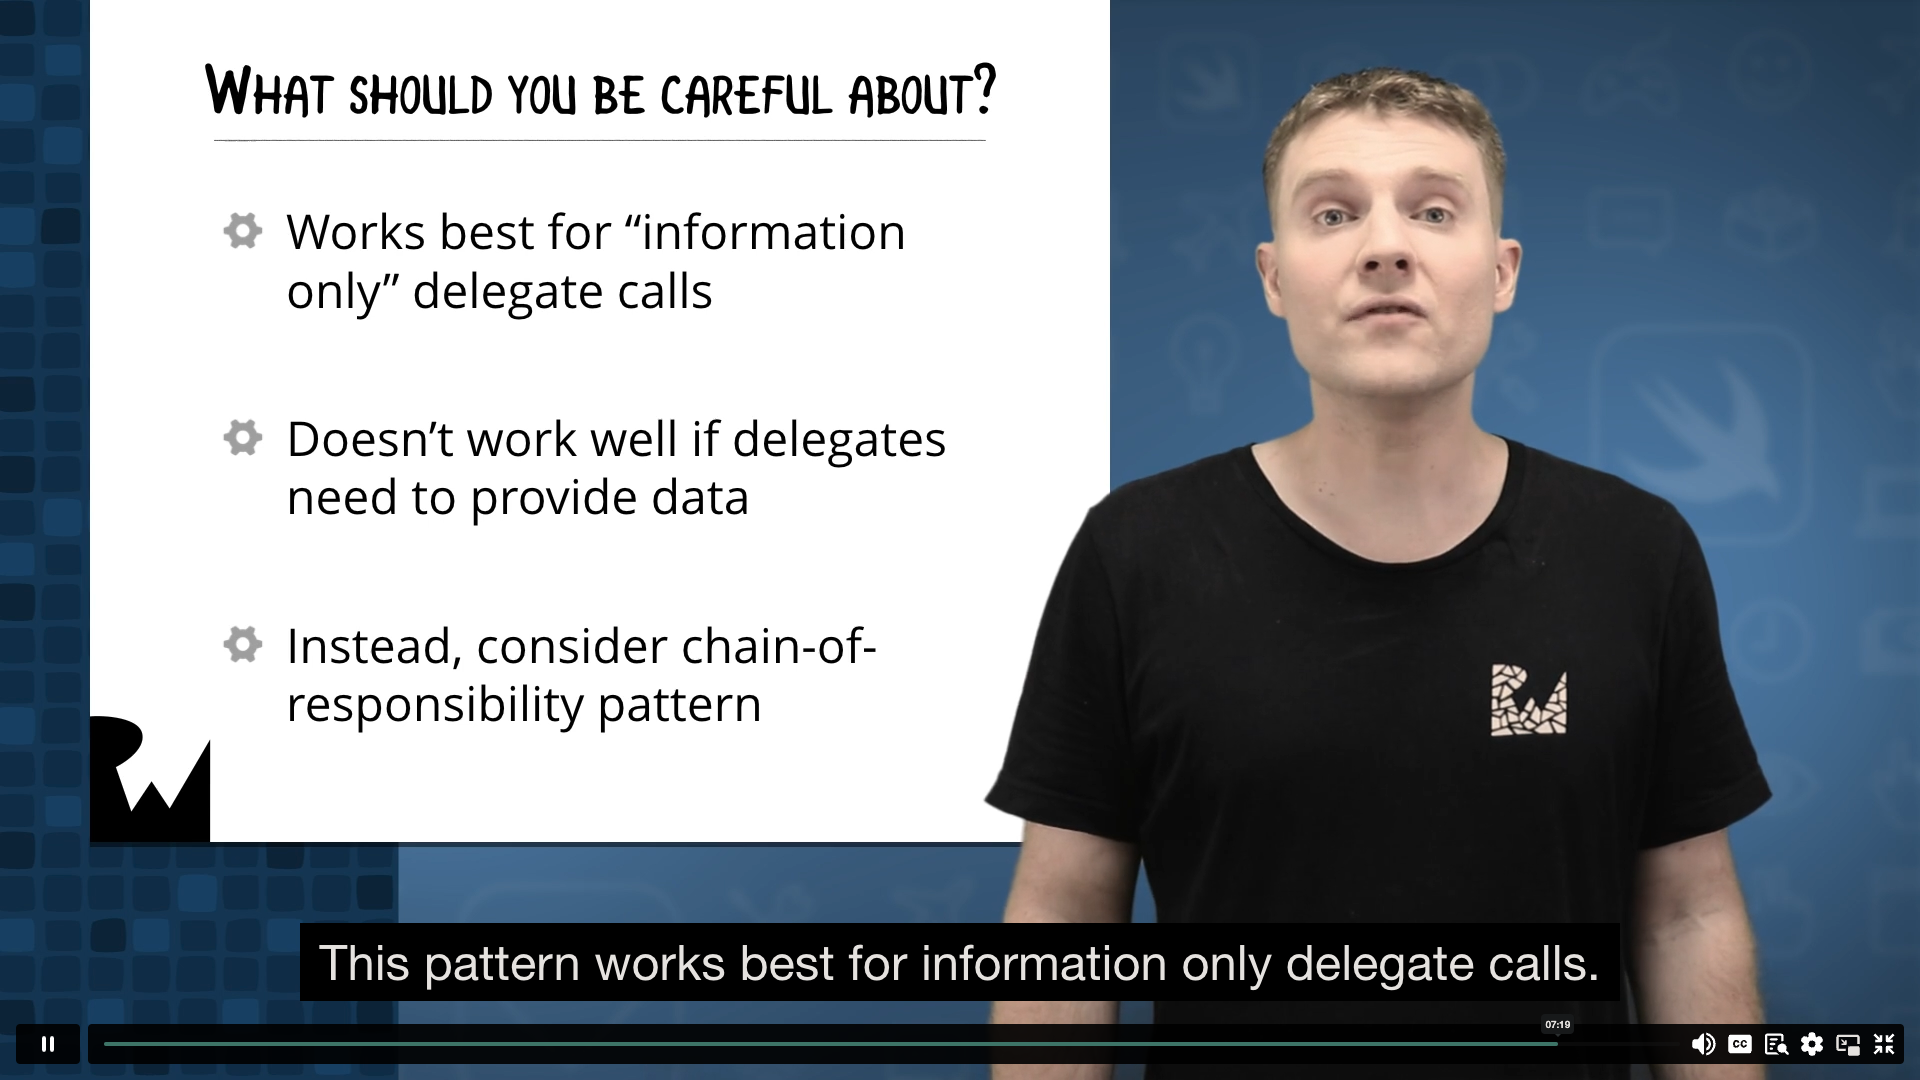 What should you be careful about?
Works best for “information
only” delegate calls
Doesn’t work well if delegates
need to provide data
Instead, consider chain-of-
responsibility pattern
RW
RW
This pattern works best for information only delegate calls.
07:19
CC